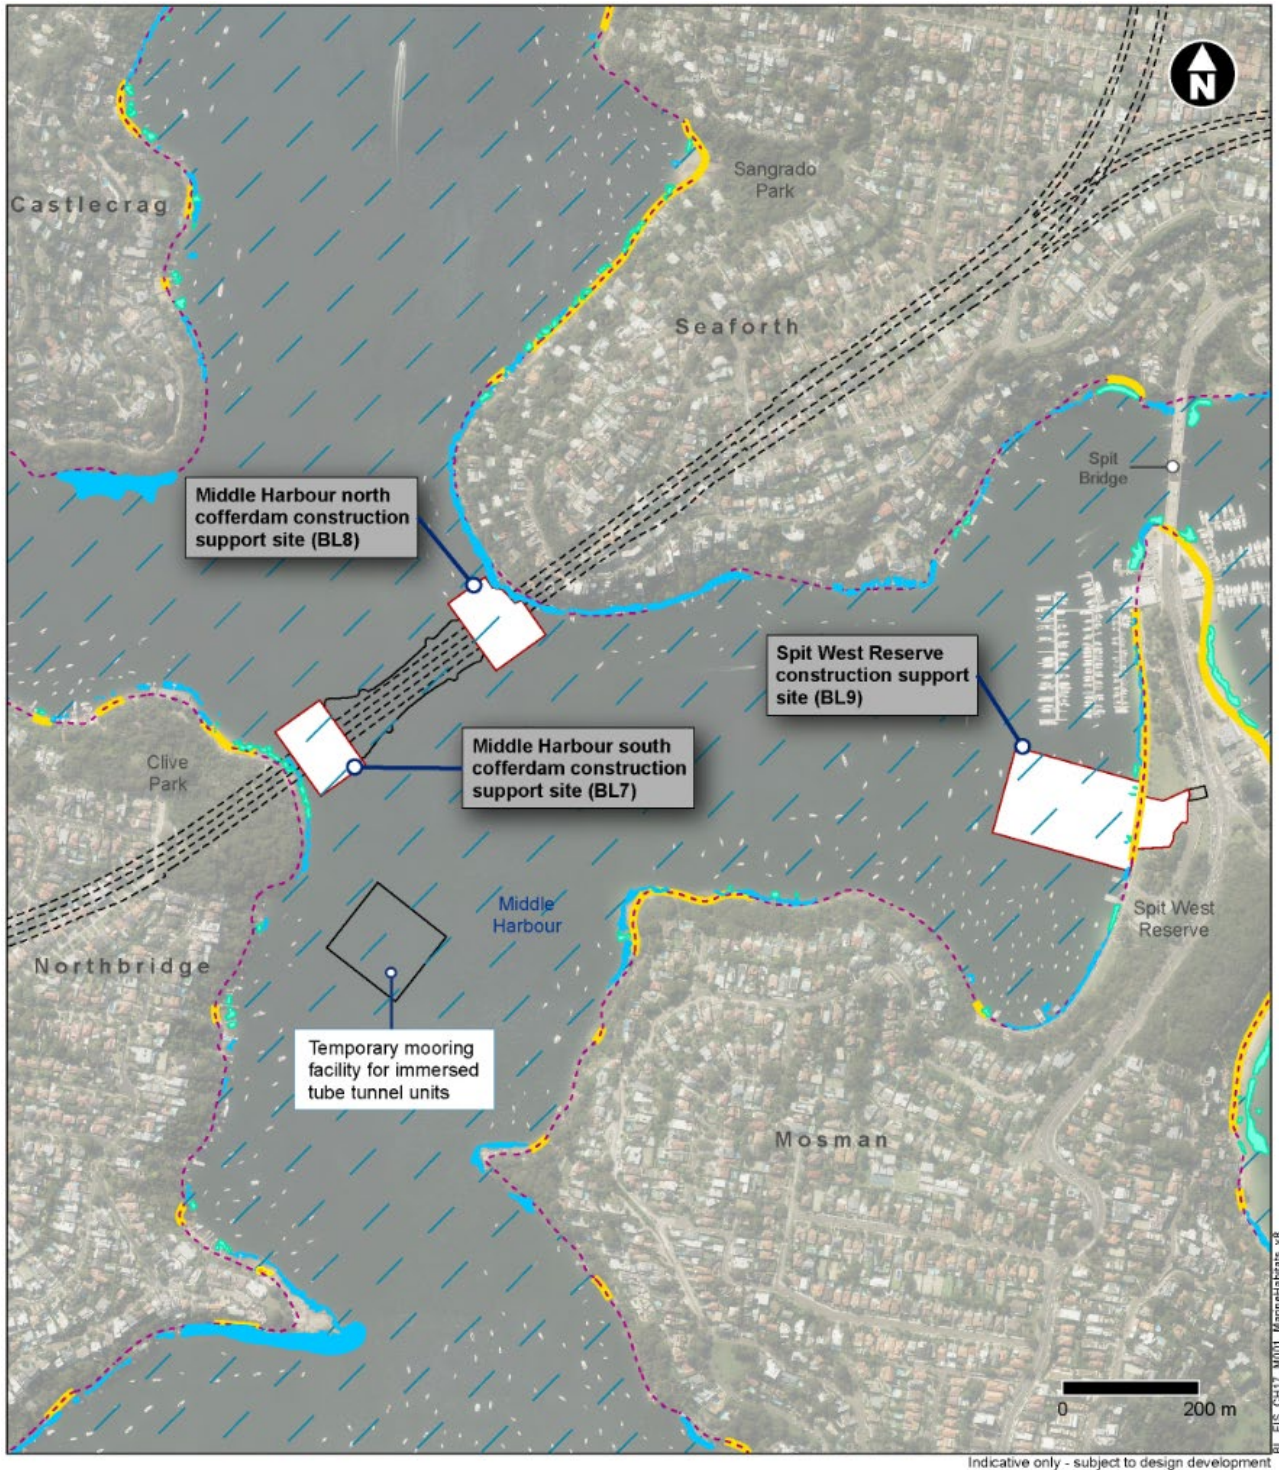 N
Sangrado
Park
Castlecrag
Seaforth
Spit
Bridge
Middle Harbour north
cofferdam construction
support site (BL8)
Spit West Reserve
construction support
site (BL9)
Clive
Park
Middle Harbour south
cofferdam construction
support site (BL7)
Middle
Harbour
Spit West
Reserve
Northbridge
Temporary mooring
facility for immersed
tube tunnel units
Mosman
0 200 m
Indicative only - subject to design development